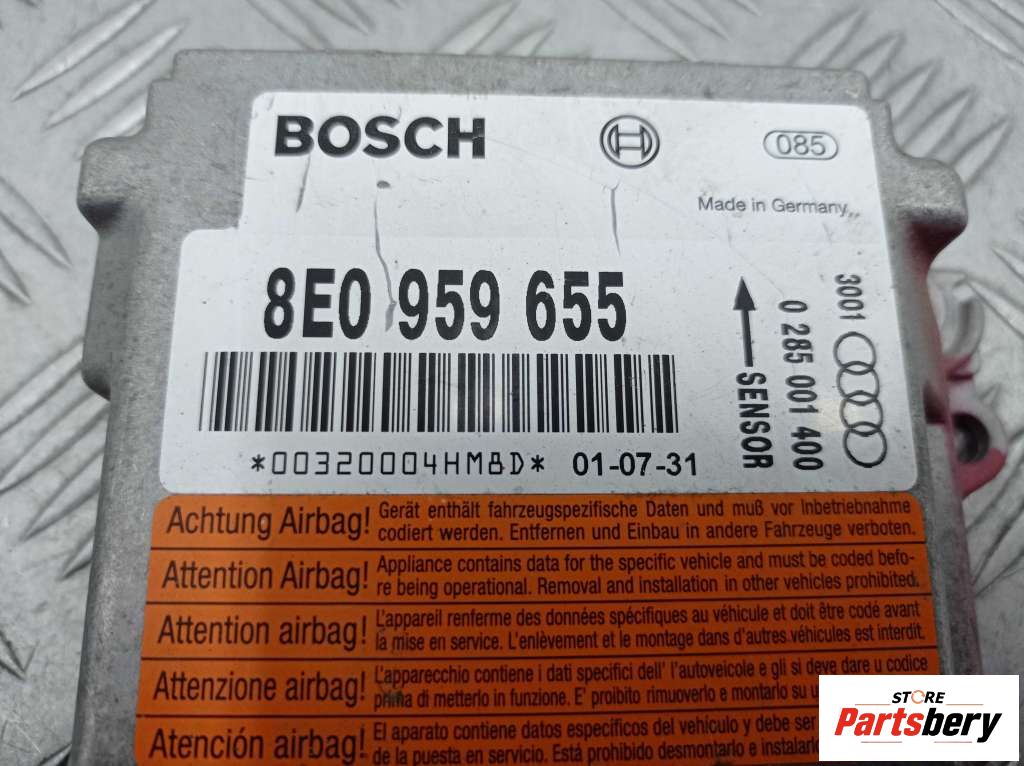 BOSCH
085
Made in Germany
8E0 959 655
SENSOR
0 285 001 400
3001
*00320004HM8D* 01-07-31
Achtung Airbag! Gerät enthält fahrzeugspezifische Daten und muß vor Inbetriebnahme
codiert werden. Entfernen und Einbau in andere Fahrzeuge verboten.
Attention Airbag! Appliance contains data for the specific vehicle and must be coded befo-
re being operational. Removal and installation in other vehicles prohibited.
Attention airbag! L'appareil renferme des données spécifiques au véhicule et doit être codé avant
la mise en service. L'enlèvement et le montage dans d'autres véhicules est interdit.
Attenzione airbag! L'apparecchio contiene i dati specifici dell' l'autoveicole e gli si deve dare u codice
prima di metterlo in funzione. E' proibito rimuoverlo e montarlo su
Atención airbag! El aparato contiene datos específicos del vehículo y debe ser
de la puesta en servicio. Está prohibido desmontarlo e instalarlo
STORE
Partsbery